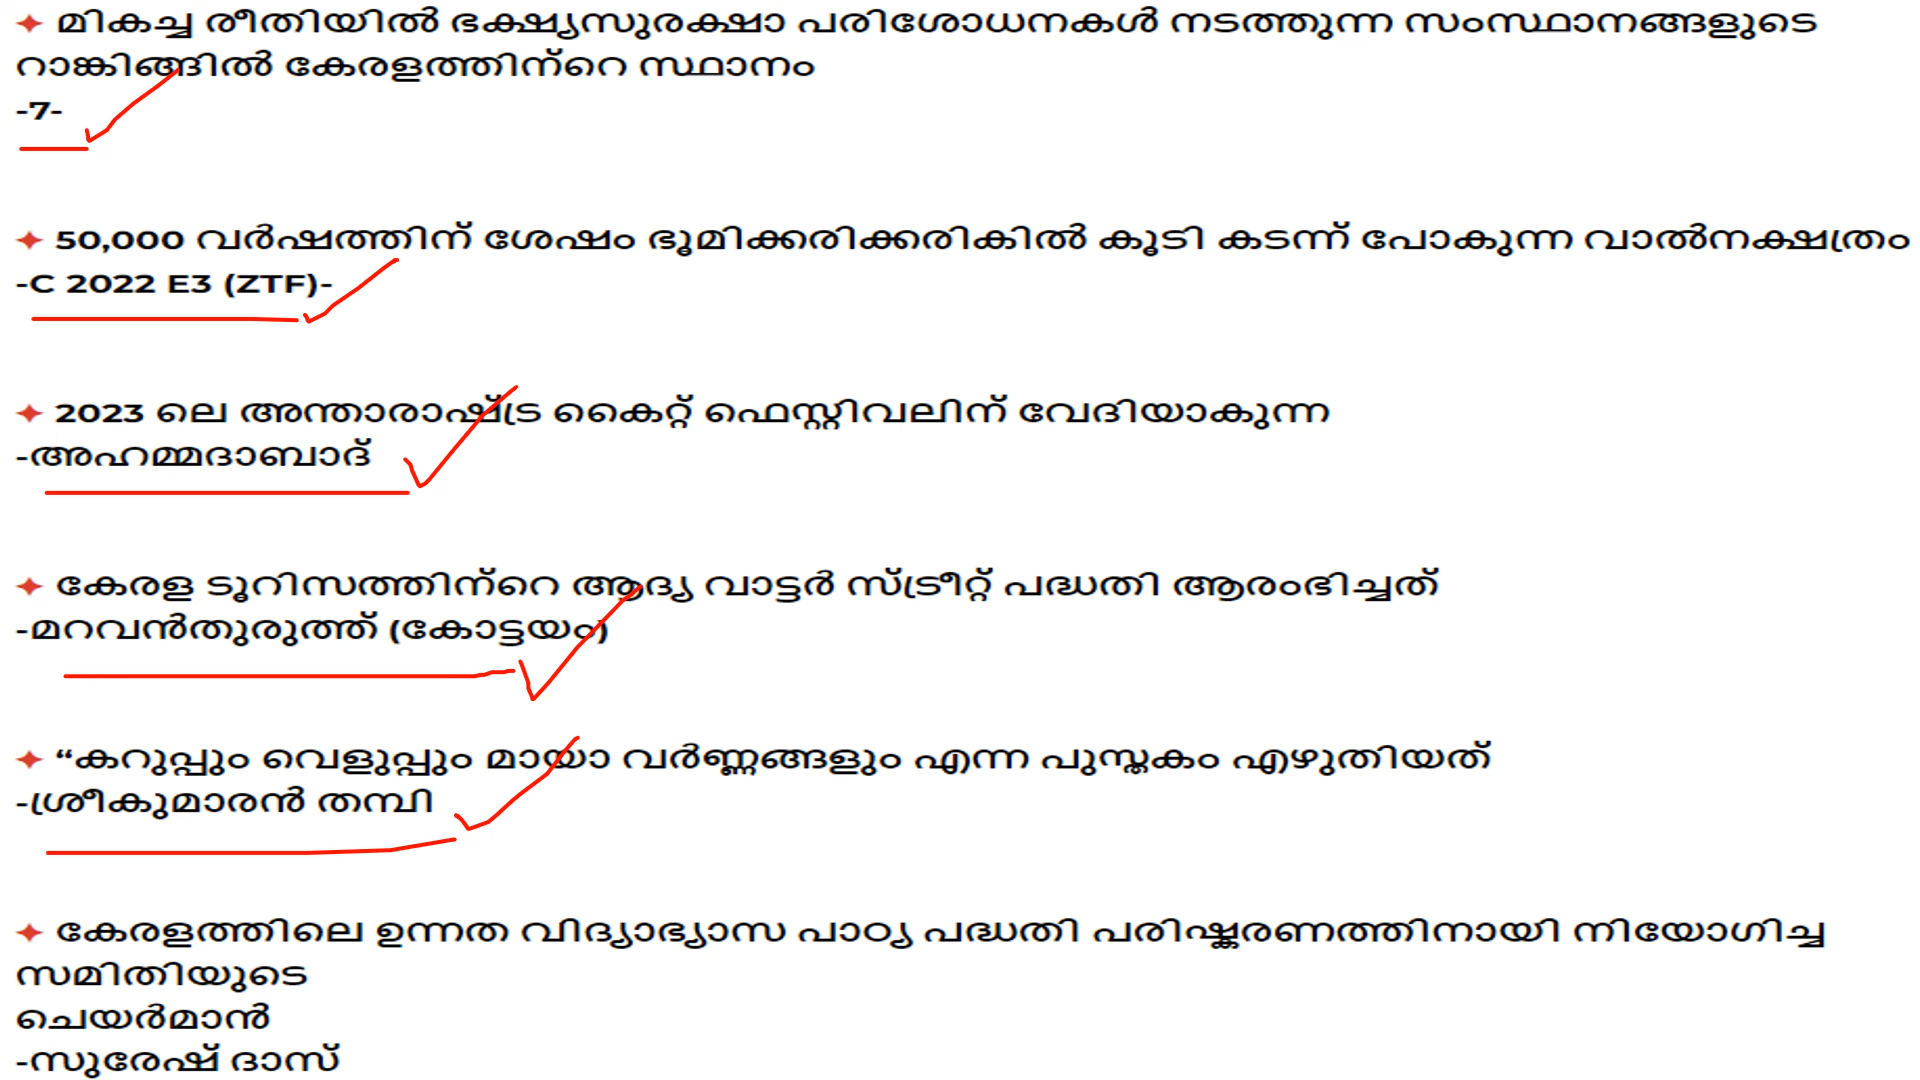 ✦ മികച്ച രീതിയിൽ ഭക്ഷ്യസുരക്ഷാ പരിശോധനകൾ നടത്തുന്ന സംസ്ഥാനങ്ങളുടെ
റാങ്കിങ്ങിൽ കേരളത്തിന്റെ സ്ഥാനം
-7-
✦ 50,000 വർഷത്തിന് ശേഷം ഭൂമിക്കരിക്കരികിൽ കൂടി കടന്ന് പോകുന്ന വാൽനക്ഷത്രം
-C 2022 E3 (ZTF)-
✦ 2023 ലെ അന്താരാഷ്ട്ര കൈറ്റ് ഫെസ്റ്റിവലിന് വേദിയാകുന്ന
-അഹമ്മദാബാദ്
✦ കേരള ടൂറിസത്തിന്റെ ആദ്യ വാട്ടർ സ്ട്രീറ്റ് പദ്ധതി ആരംഭിച്ചത്
-മറവൻതുരുത്ത് (കോട്ടയം)
✦ “കറുപ്പും വെളുപ്പും മായാ വർണ്ണങ്ങളും എന്ന പുസ്തകം എഴുതിയത്
-ശ്രീകുമാരൻ തമ്പി
✦ കേരളത്തിലെ ഉന്നത വിദ്യാഭ്യാസ പാഠ്യ പദ്ധതി പരിഷ്കരണത്തിനായി നിയോഗിച്ച
സമിതിയുടെ
ചെയർമാൻ
-സുരേഷ് ദാസ്